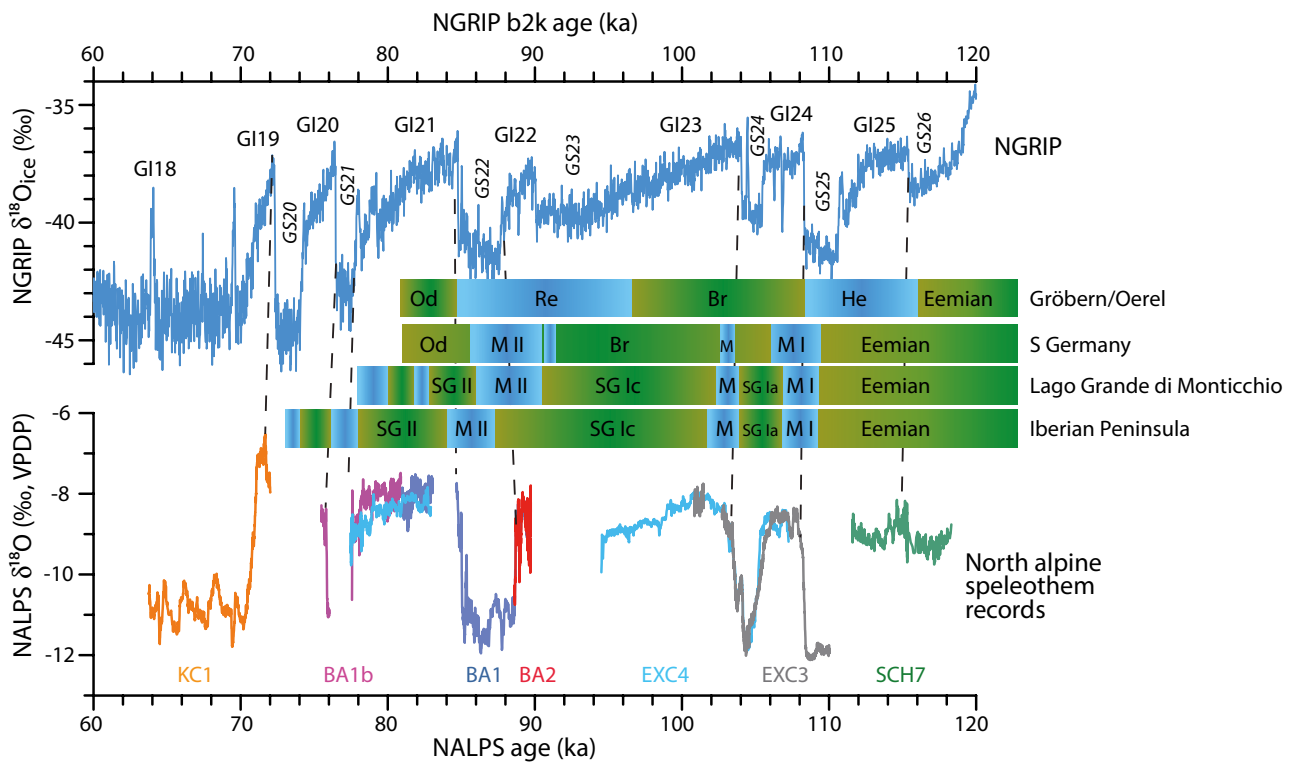 NGRIP b2k age (ka)
60 70 80 90 100 110 120
NGRIP δ¹⁸Oice (‰)
-35
-40
-45
GI18 GI19 GS20 GI20 GS21 GI21 GS22 GI22 GS23 GI23 GS24 GI24 GS25 GI25 GS26
NGRIP
Od Re Br He Eemian Gröbern/Oerel
Od M II Br M M I Eemian S Germany
SG II M II SG Ic M SG Ia M I Eemian Lago Grande di Monticchio
SG II M II SG Ic M SG Ia M I Eemian Iberian Peninsula
NALPS δ¹⁸O (‰, VPDP)
-6
-8
-10
-12
North alpine
speleothem
records
KC1 BA1b BA1 BA2 EXC4 EXC3 SCH7
60 70 80 90 100 110 120
NALPS age (ka)